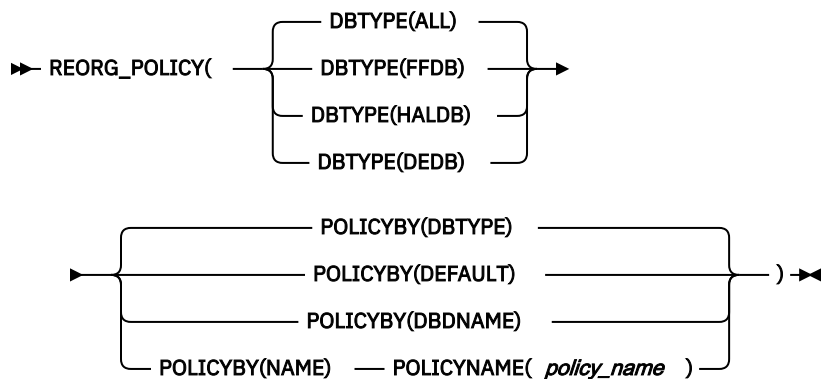 DBTYPE(ALL)
REORG_POLICY( DBTYPE(FFDB)
DBTYPE(HALDB)
DBTYPE(DEDB)
POLICYBY(DBTYPE)
POLICYBY(DEFAULT) )
POLICYBY(DBDNAME)
POLICYBY(NAME) POLICYNAME( policy_name )